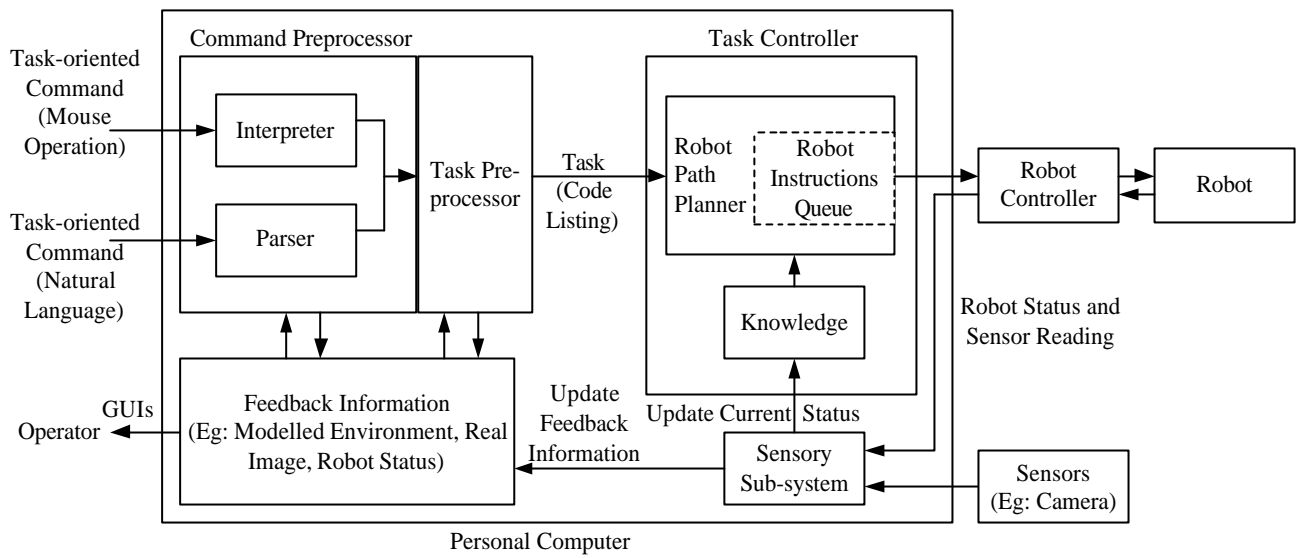 Command Preprocessor
Task Controller
Task-oriented
Command
(Mouse
Operation)
Interpreter
Task-oriented
Command
(Natural
Language)
Parser
Task Pre-
processor
Task
(Code
Listing)
Robot
Path
Planner
Robot
Instructions
Queue
Robot
Controller
Robot
Knowledge
Robot Status and
Sensor Reading
GUIs
Operator
Feedback Information
(Eg: Modelled Environment, Real
Image, Robot Status)
Update
Feedback
Information
Update Current Status
Sensory
Sub-system
Sensors
(Eg: Camera)
Personal Computer